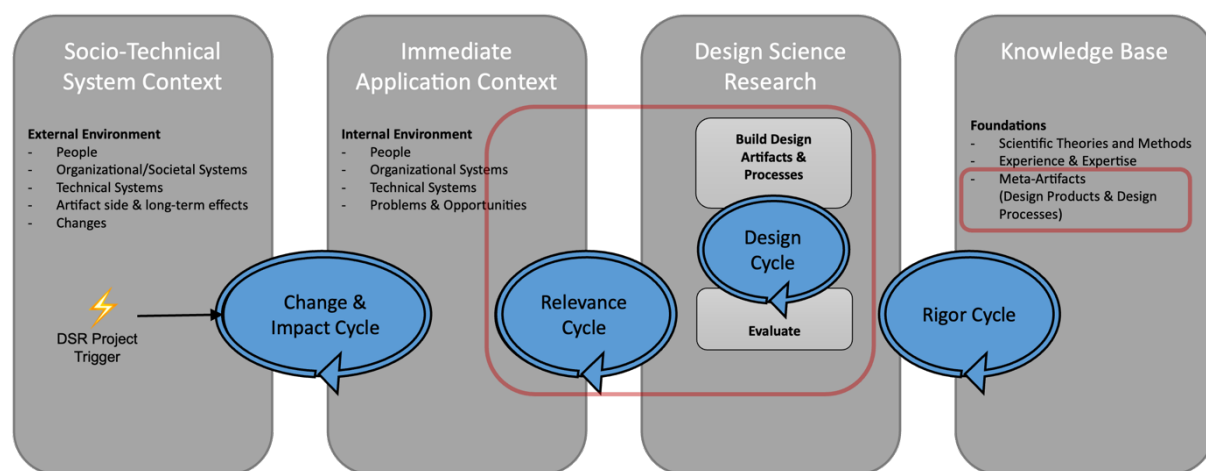 Socio-Technical
System Context
External Environment
- People
- Organizational/Societal Systems
- Technical Systems
- Artifact side & long-term effects
- Changes
DSR Project
Trigger
Change &
Impact Cycle
Immediate
Application Context
Internal Environment
- People
- Organizational Systems
- Technical Systems
- Problems & Opportunities
Relevance
Cycle
Design Science
Research
Build Design
Artifacts &
Processes
Design
Cycle
Evaluate
Rigor Cycle
Knowledge Base
Foundations
- Scientific Theories and Methods
- Experience & Expertise
- Meta-Artifacts
(Design Products & Design
Processes)